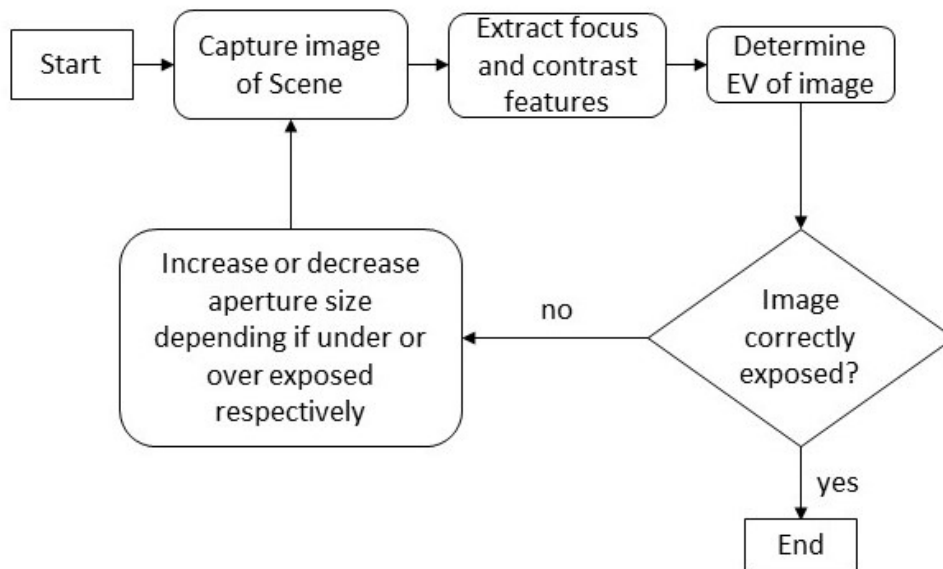 Start
Capture image
of Scene
Extract focus
and contrast
features
Determine
EV of image
Image
correctly
exposed?
no
Increase or decrease
aperture size
depending if under or
over exposed
respectively
yes
End